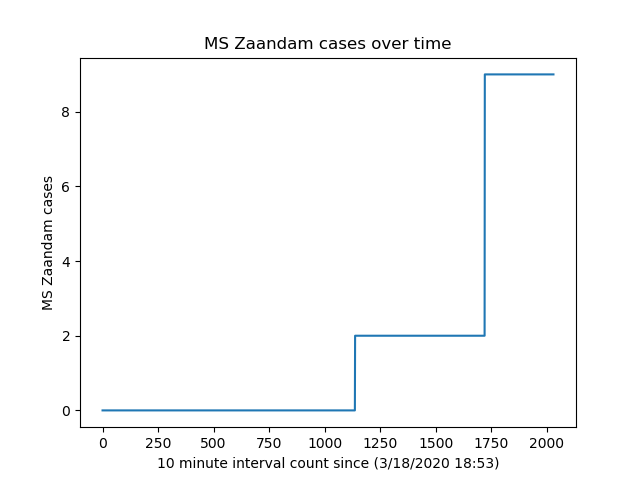 MS Zaandam cases over time
MS Zaandam cases
8
6
4
2
0
0 250 500 750 1000 1250 1500 1750 2000
10 minute interval count since (3/18/2020 18:53)